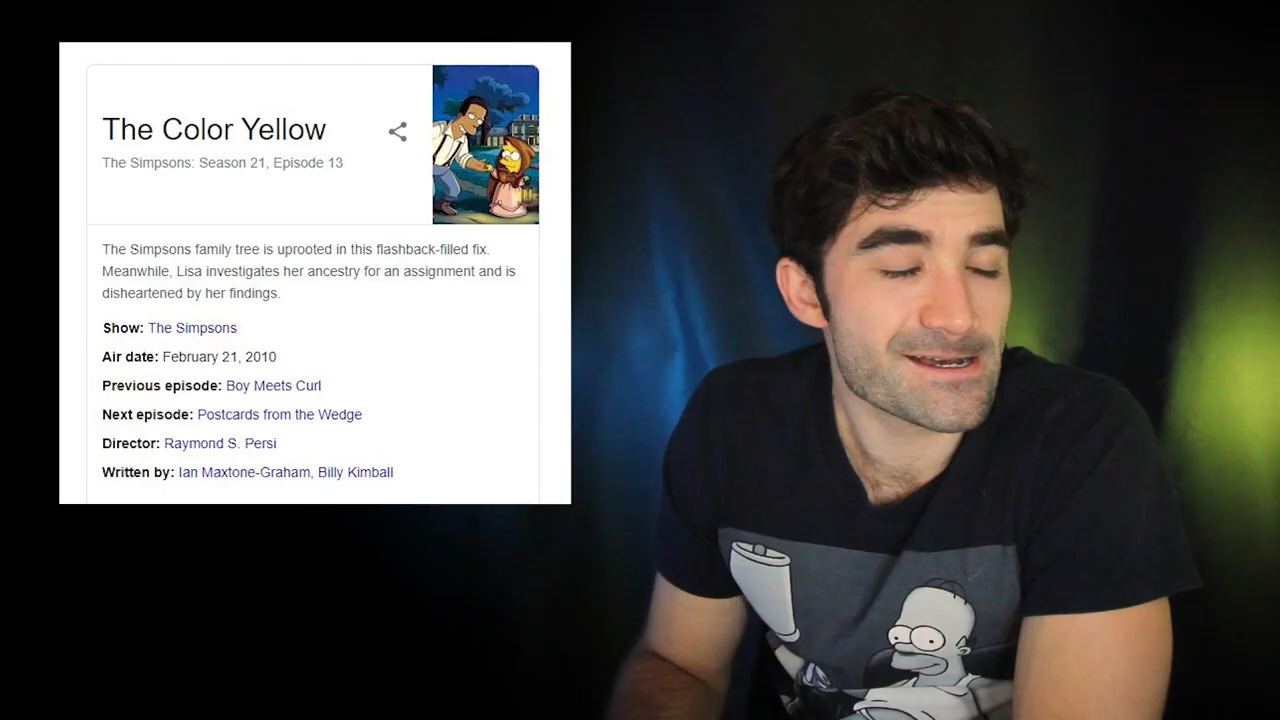 The Color Yellow
The Simpsons: Season 21, Episode 13
The Simpsons family tree is uprooted in this flashback-filled fix.
Meanwhile, Lisa investigates her ancestry for an assignment and is
disheartened by her findings.
Show: The Simpsons
Air date: February 21, 2010
Previous episode: Boy Meets Curl
Next episode: Postcards from the Wedge
Director: Raymond S. Persi
Written by: Ian Maxtone-Graham, Billy Kimball